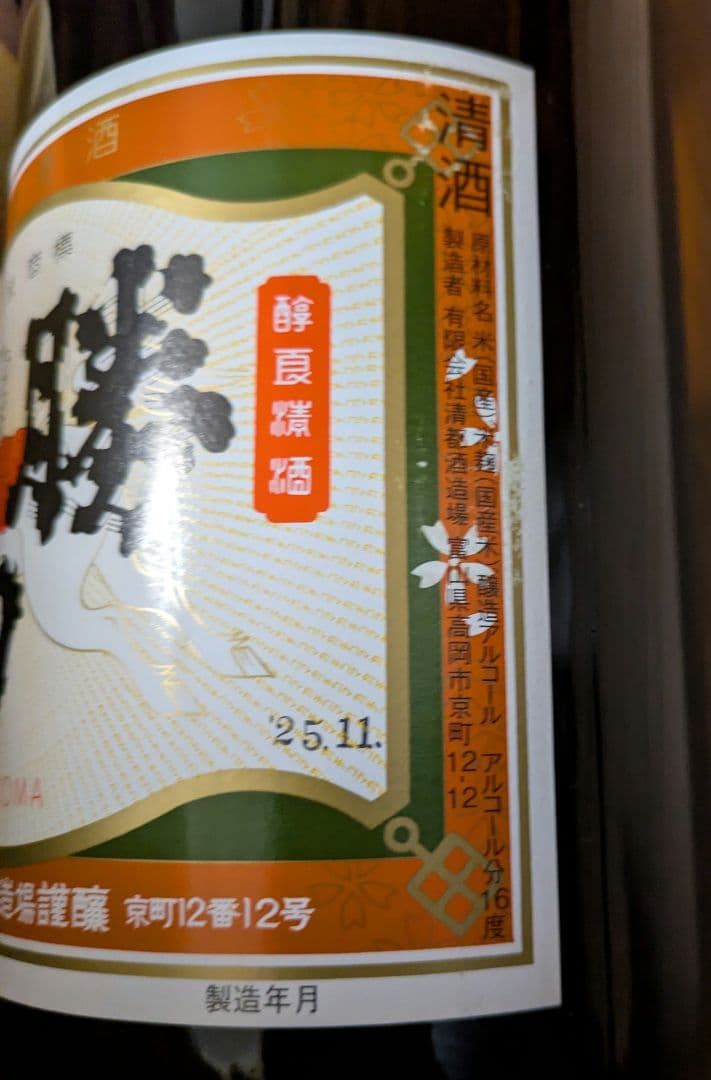 清酒
原材料名 米(国産)、米麹(国産米)、醸造アルコール アルコール分16度
製造者 有限会社清都酒造場 富山県高岡市京町12-12
酒
勝
醇良清酒
'25.11.
OMA
造場謹醸 京町12番12号
製造年月